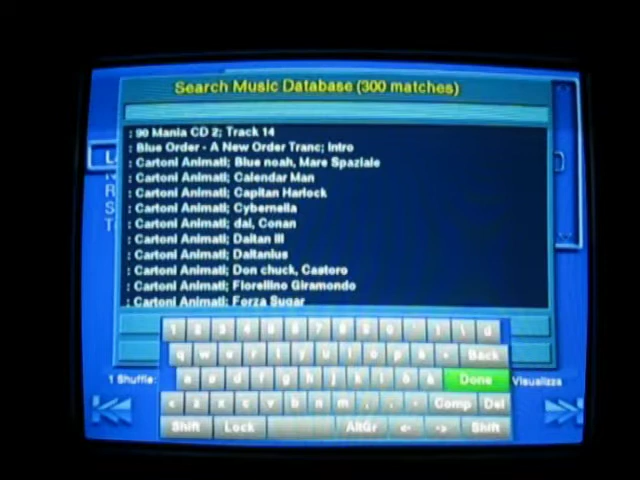 Search Music Database (300 matches)
: 90 Mania CD 2; Track 14
: Blue Order - A New Order Tranc; Intro
: Cartoni Animati; Blue noah, Mare Spaziale
: Cartoni Animati; Calendar Man
: Cartoni Animati; Capitan Harlock
: Cartoni Animati; Cybernella
: Cartoni Animati; dai, Conan
: Cartoni Animati; Daltan III
: Cartoni Animati; Daltanius
: Cartoni Animati; Don chuck, Castoro
: Cartoni Animati; Fiorellino Giramondo
: Cartoni Animati; Forza Sugar
1 2 3 4 5 6 7 8 9 0 ' ì \ ù
q w e r t y u i o p è + Back
a s d f g h j k l ò à Done
1 Shuffle: Visualizza
< z x c v b n m , . - Comp Del
Shift Lock AltGr <- -> Shift